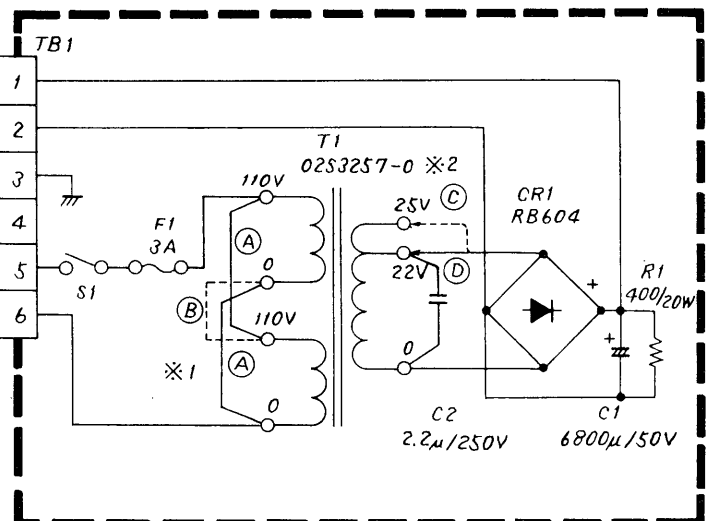 TB1
1
2
3
4
5
6
S1
F1
3A
110V
0
110V
0
A
B
A
※1
T1
02S3257-0 ※2
25V
22V
0
C
D
C2
2.2μ/250V
CR1
RB604
+
+
R1
400/20W
C1
6800μ/50V